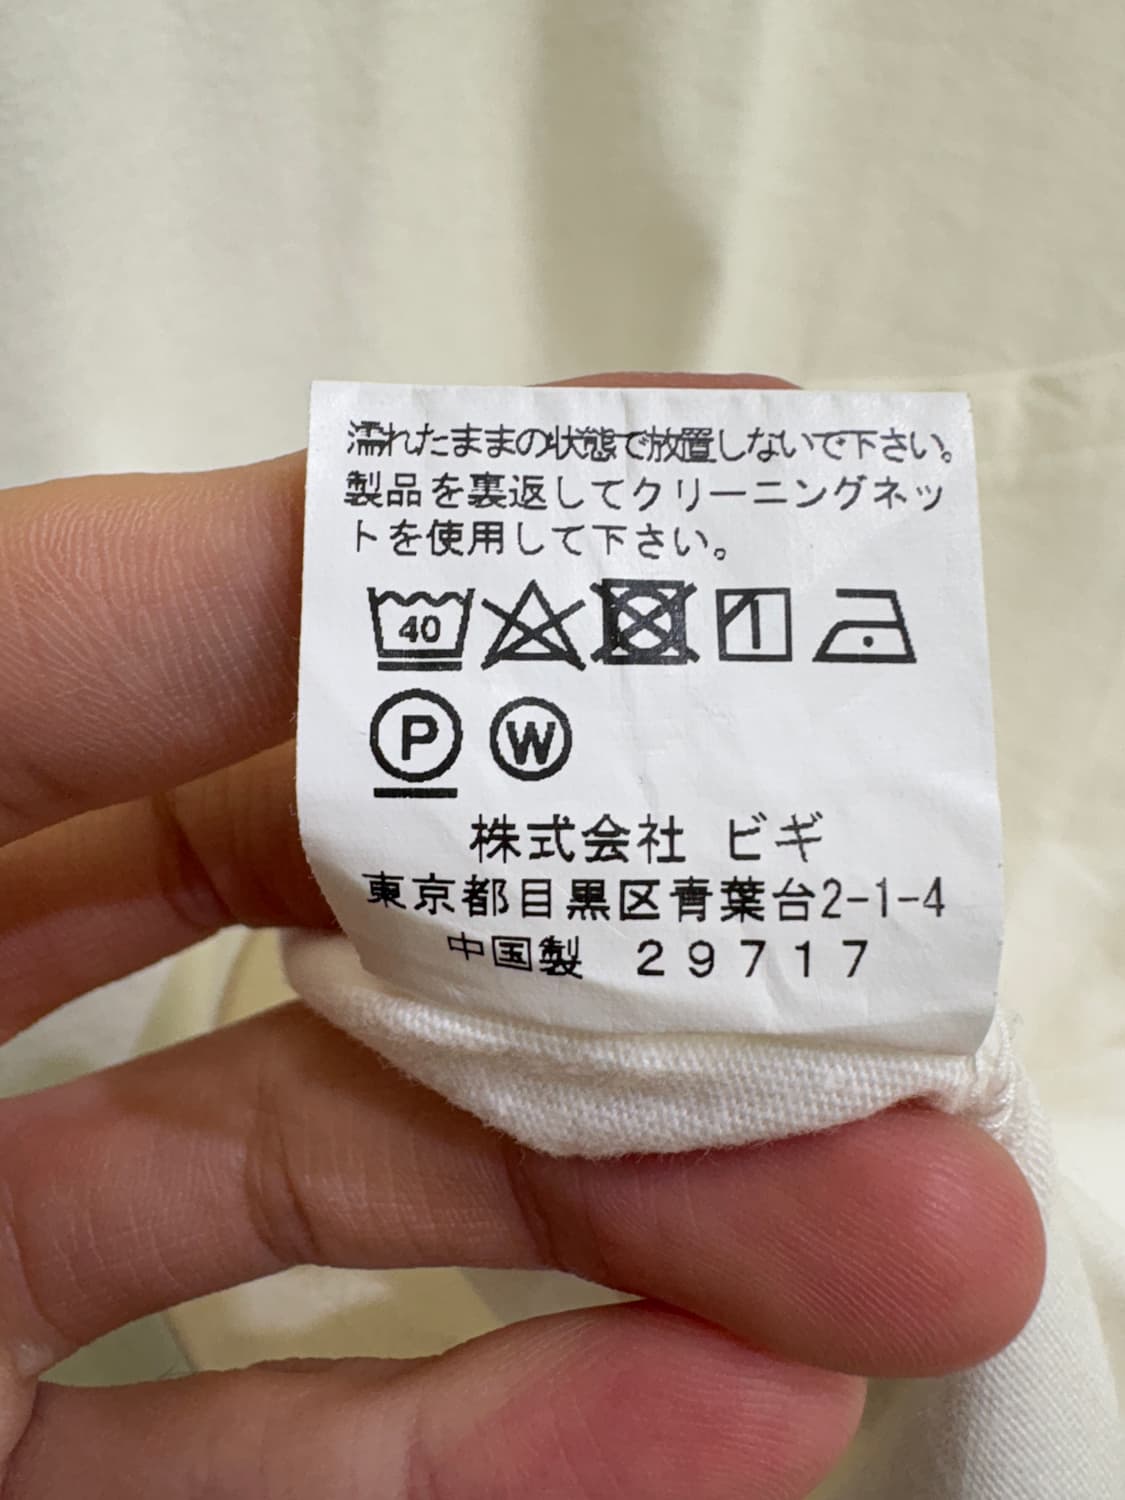 濡れたままの状態で放置しないで下さい。
製品を裏返してクリーニングネッ
トを使用して下さい。
40
P W
株式会社 ビギ
東京都目黒区青葉台2-1-4
中国製 29717